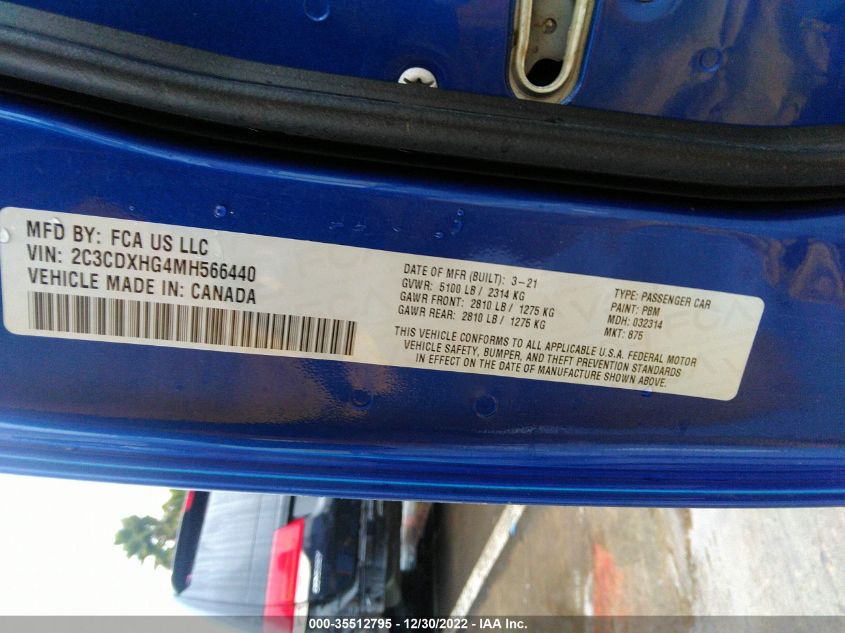 MFD BY: FCA US LLC
VIN: 2C3CDXHG4MH566440
VEHICLE MADE IN: CANADA
DATE OF MFR (BUILT): 3-21
GVWR: 5100 LB / 2314 KG
GAWR FRONT: 2810 LB / 1275 KG
GAWR REAR: 2810 LB / 1275 KG
TYPE: PASSENGER CAR
PAINT: PBM
MDH: 032314
MKT: 875
THIS VEHICLE CONFORMS TO ALL APPLICABLE U.S.A. FEDERAL MOTOR
VEHICLE SAFETY, BUMPER, AND THEFT PREVENTION STANDARDS
IN EFFECT ON THE DATE OF MANUFACTURE SHOWN ABOVE.
000-35512795 - 12/30/2022 - IAA Inc.